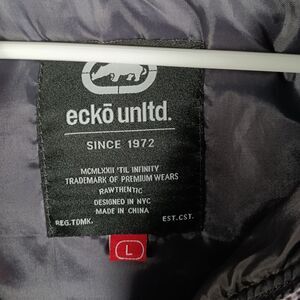 eckō unltd.
SINCE 1972
MCMLXXII 'TIL INFINITY
TRADEMARK OF PREMIUM WEARS
RAWTHENTIC
DESIGNED IN NYC
MADE IN CHINA
REG.TDMK. EST.CST.
L